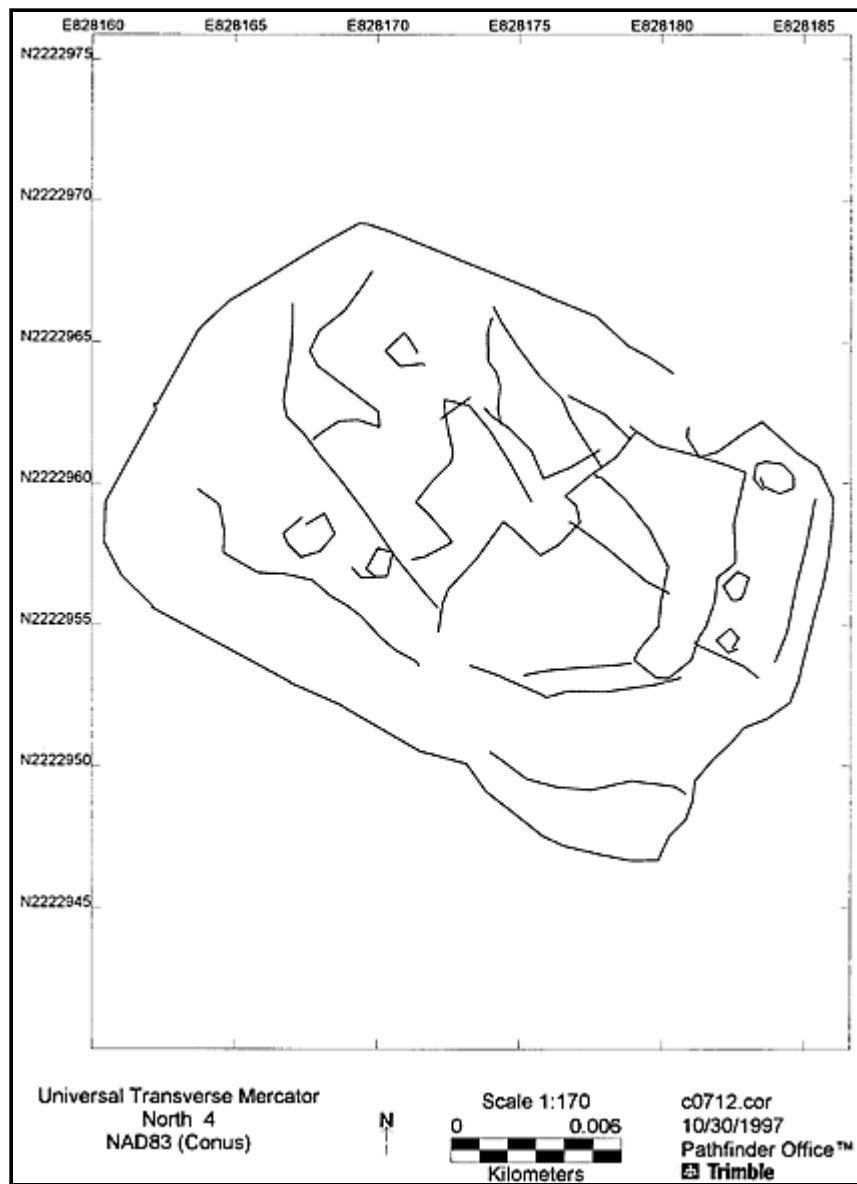 E828160 E828165 E828170 E828175 E828180 E828185
N2222975
N2222970
N2222965
N2222960
N2222955
N2222950
N2222945
Universal Transverse Mercator
North 4
NAD83 (Conus)
N
Scale 1:170
0 0.006
Kilometers
c0712.cor
10/30/1997
Pathfinder Office™
Trimble